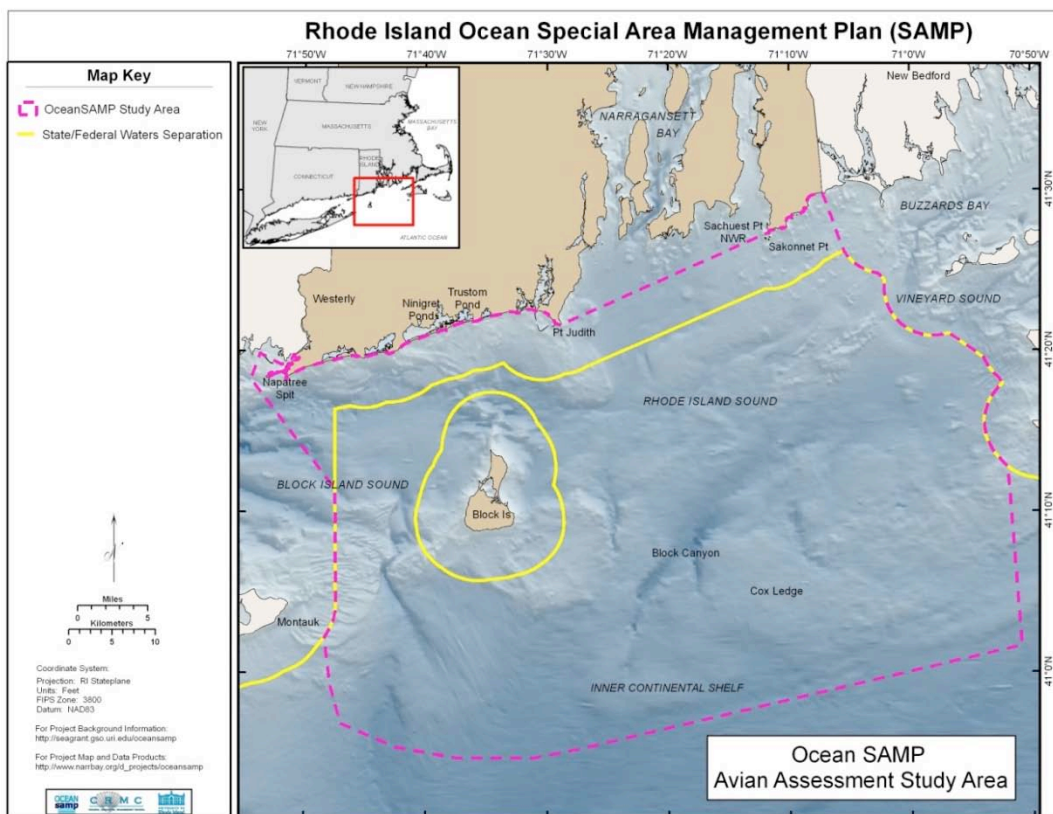 Rhode Island Ocean Special Area Management Plan (SAMP)
71°50'W
71°40'W
71°30'W
71°20'W
71°10'W
71°0'W
70°50'W
Map Key
OceanSAMP Study Area
State/Federal Waters Separation
VERMONT
NEW HAMPSHIRE
NEW
YORK
MASSACHUSETTS
MASSACHUSETTS
BAY
CONNECTICUT
RHODE
ISLAND
ATLANTIC OCEAN
New Bedford
NARRAGANSETT
BAY
41°30'N
BUZZARDS BAY
Sachuest Pt
NWR
Sakonnet Pt
Westerly
Trustom
Pond
Ninigret
Pond
VINEYARD SOUND
Pt Judith
41°20'N
Napatree
Spit
RHODE ISLAND SOUND
BLOCK ISLAND SOUND
Block Is
41°10'N
Block Canyon
Cox Ledge
Montauk
41°0'N
INNER CONTINENTAL SHELF
Miles
0 5
Kilometers
0 5 10
Coordinate System:
Projection: RI Stateplane
Units: Feet
FIPS Zone: 3800
Datum: NAD83
For Project Background Information:
http://seagrant.gso.uri.edu/oceansamp
For Project Map and Data Products:
http://www.narrbay.org/d_projects/oceansamp
OCEAN
samp
CRMC
Ocean SAMP
Avian Assessment Study Area